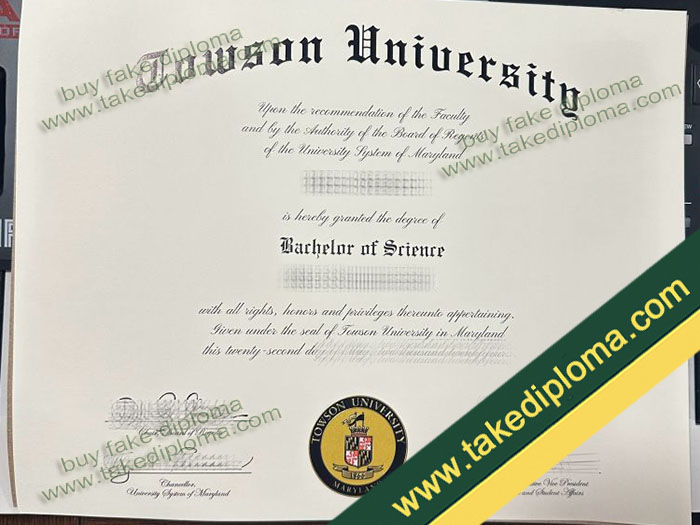 Towson University
buy fake diploma
www.takediploma.com
Upon the recommendation of the Faculty
and by the Authority of the Board of Regents
of the University System of Maryland
buy fake diploma
www.takediploma.com
is hereby granted the degree of
Bachelor of Science
with all rights, honors and privileges thereunto appertaining.
Given under the seal of Towson University in Maryland
this twenty-second
www.takediploma.com
buy fake diploma
www.takediploma.com
Chancellor,
University System of Maryland
TOWSON UNIVERSITY
MARYLAND
Vice President
and Student Affairs